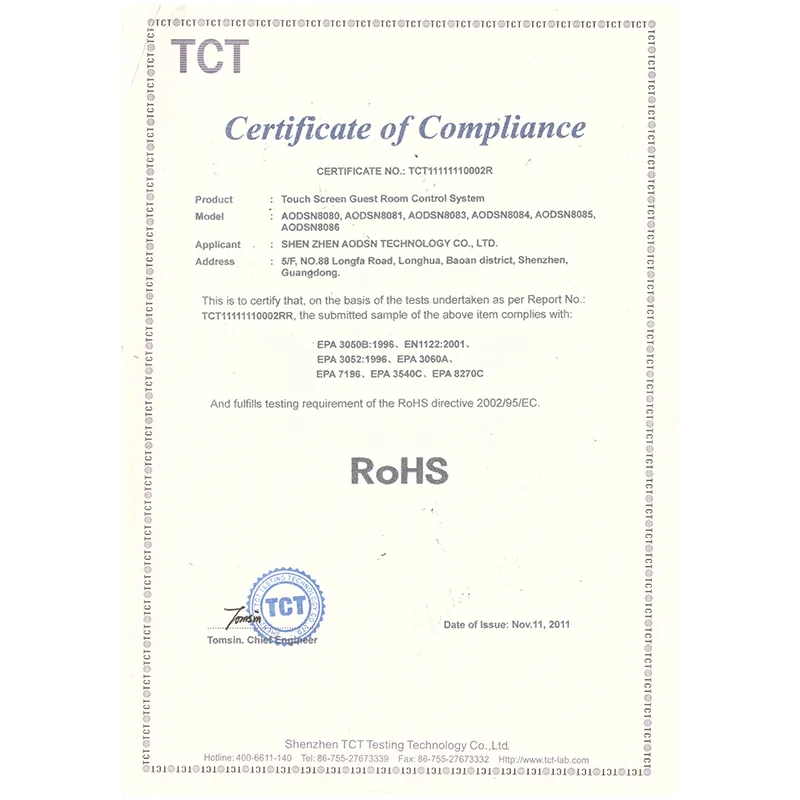 TCT
Certificate of Compliance
CERTIFICATE NO.: TCT11111110002R
Product : Touch Screen Guest Room Control System
Model : AODSN8080, AODSN8081, AODSN8083, AODSN8084, AODSN8085,
AODSN8086
Applicant : SHEN ZHEN AODSN TECHNOLOGY CO., LTD.
Address : 5/F, NO.88 Longfa Road, Longhua, Baoan district, Shenzhen,
Guangdong.
This is to certify that, on the basis of the tests undertaken as per Report No.:
TCT11111110002RR, the submitted sample of the above item complies with:
EPA 3050B:1996、EN1122:2001、
EPA 3052:1996、EPA 3060A、
EPA 7196、EPA 3540C、EPA 8270C
And fulfills testing requirement of the RoHS directive 2002/95/EC.
RoHS
TCT
Tomsin
Tomsin. Chief Engineer
Date of Issue: Nov.11, 2011
Shenzhen TCT Testing Technology Co.,Ltd
Hotline: 400-6611-140 Tel: 86-755-27673339 Fax: 86-755-27673332 Http://www.tct-lab.com